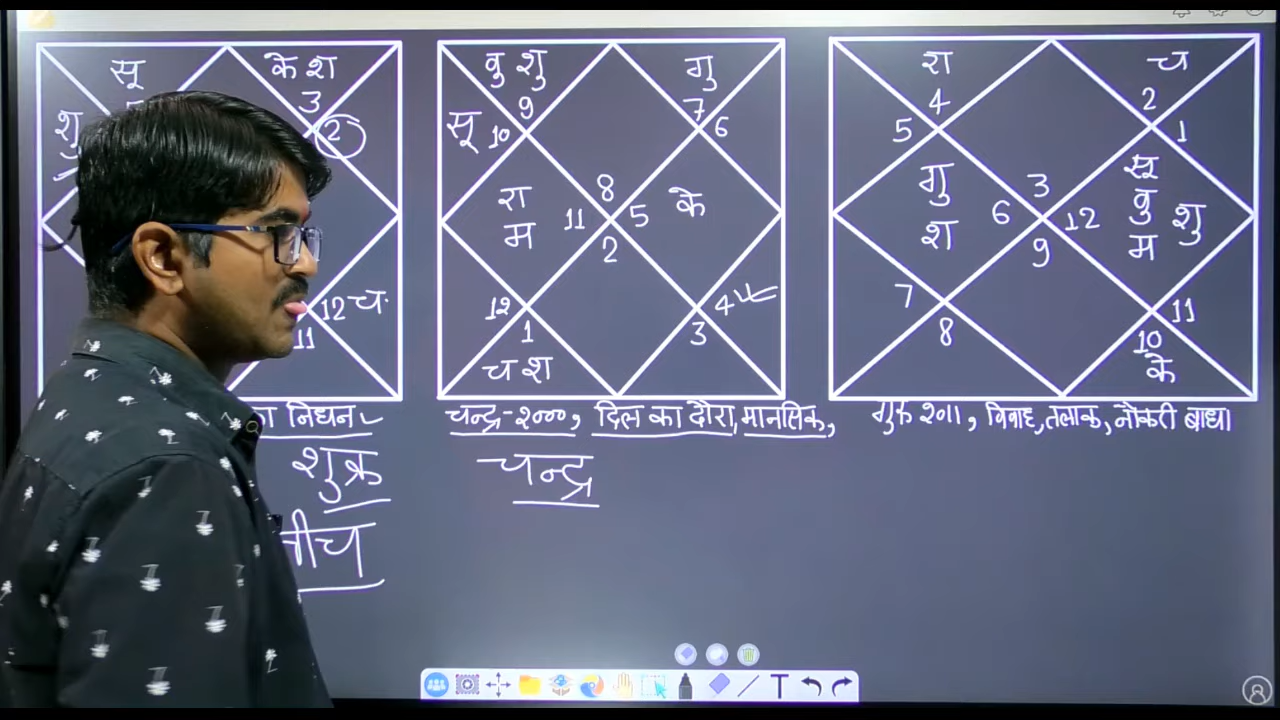 सू
के श
3
2
शु
12 च
11
का निधन
शुक्र
नीच
बु शु
9
गु
7
सू 10
6
रा
म
8
11
5
के
2
12
4
1
3
च श
चन्द्र-२०००, दिल का दौरा, मानसिक,
चन्द्र
रा
4
च
2
5
1
गु
श
3
6
12
9
सू
बु शु
म
7
8
11
10
के
गुरु २०११, विवाह, तलाक, नौकरी बाधा
T